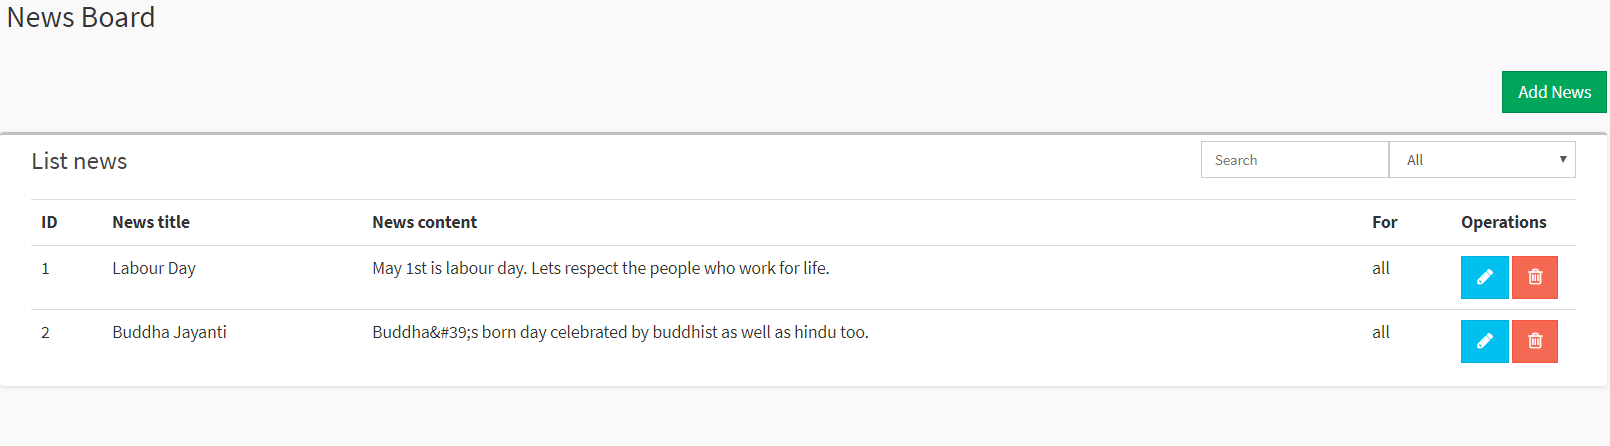 News Board
Add News
List news
Search All
ID News title News content For Operations
1 Labour Day May 1st is labour day. Lets respect the people who work for life. all
2 Buddha Jayanti Buddha&#39;s born day celebrated by buddhist as well as hindu too. all